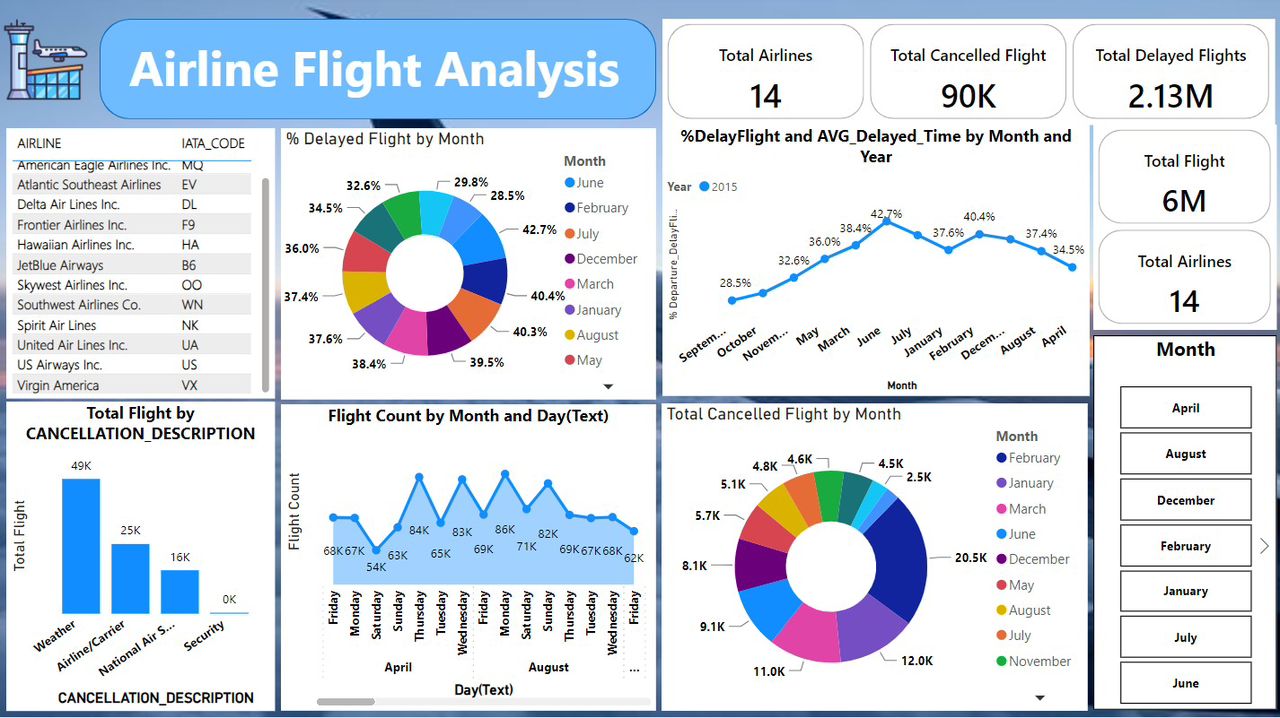 Airline Flight Analysis
Total Airlines
14
Total Cancelled Flight
90K
Total Delayed Flights
2.13M
AIRLINE IATA_CODE
American Eagle Airlines Inc. MQ
Atlantic Southeast Airlines EV
Delta Air Lines Inc. DL
Frontier Airlines Inc. F9
Hawaiian Airlines Inc. HA
JetBlue Airways B6
Skywest Airlines Inc. OO
Southwest Airlines Co. WN
Spirit Air Lines NK
United Air Lines Inc. UA
US Airways Inc. US
Virgin America VX
% Delayed Flight by Month
29.8%
28.5%
42.7%
40.4%
40.3%
39.5%
38.4%
37.6%
37.4%
36.0%
34.5%
32.6%
Month
June
February
July
December
March
January
August
May
%DelayFlight and AVG_Delayed_Time by Month and
Year
Year 2015
% Departure_DelayFli...
28.5%
32.6%
36.0%
38.4%
42.7%
37.6%
40.4%
37.4%
34.5%
Septem...
October
Novem...
May
March
June
July
January
February
Decem...
August
April
Month
Total Flight
6M
Total Airlines
14
Total Flight by
CANCELLATION_DESCRIPTION
Total Flight
49K
25K
16K
0K
Weather
Airline/Carrier
National Air S...
Security
CANCELLATION_DESCRIPTION
Flight Count by Month and Day(Text)
Flight Count
68K
67K
54K
63K
84K
65K
83K
69K
86K
71K
82K
69K
67K
68K
62K
Friday
Monday
Saturday
Sunday
Thursday
Tuesday
Wednesday
Friday
Monday
Saturday
Sunday
Thursday
Tuesday
Wednesday
Friday
April
August
...
Day(Text)
Total Cancelled Flight by Month
4.5K
2.5K
20.5K
12.0K
11.0K
9.1K
8.1K
5.7K
5.1K
4.8K
4.6K
Month
February
January
March
June
December
May
August
July
November
Month
April
August
December
February
January
July
June